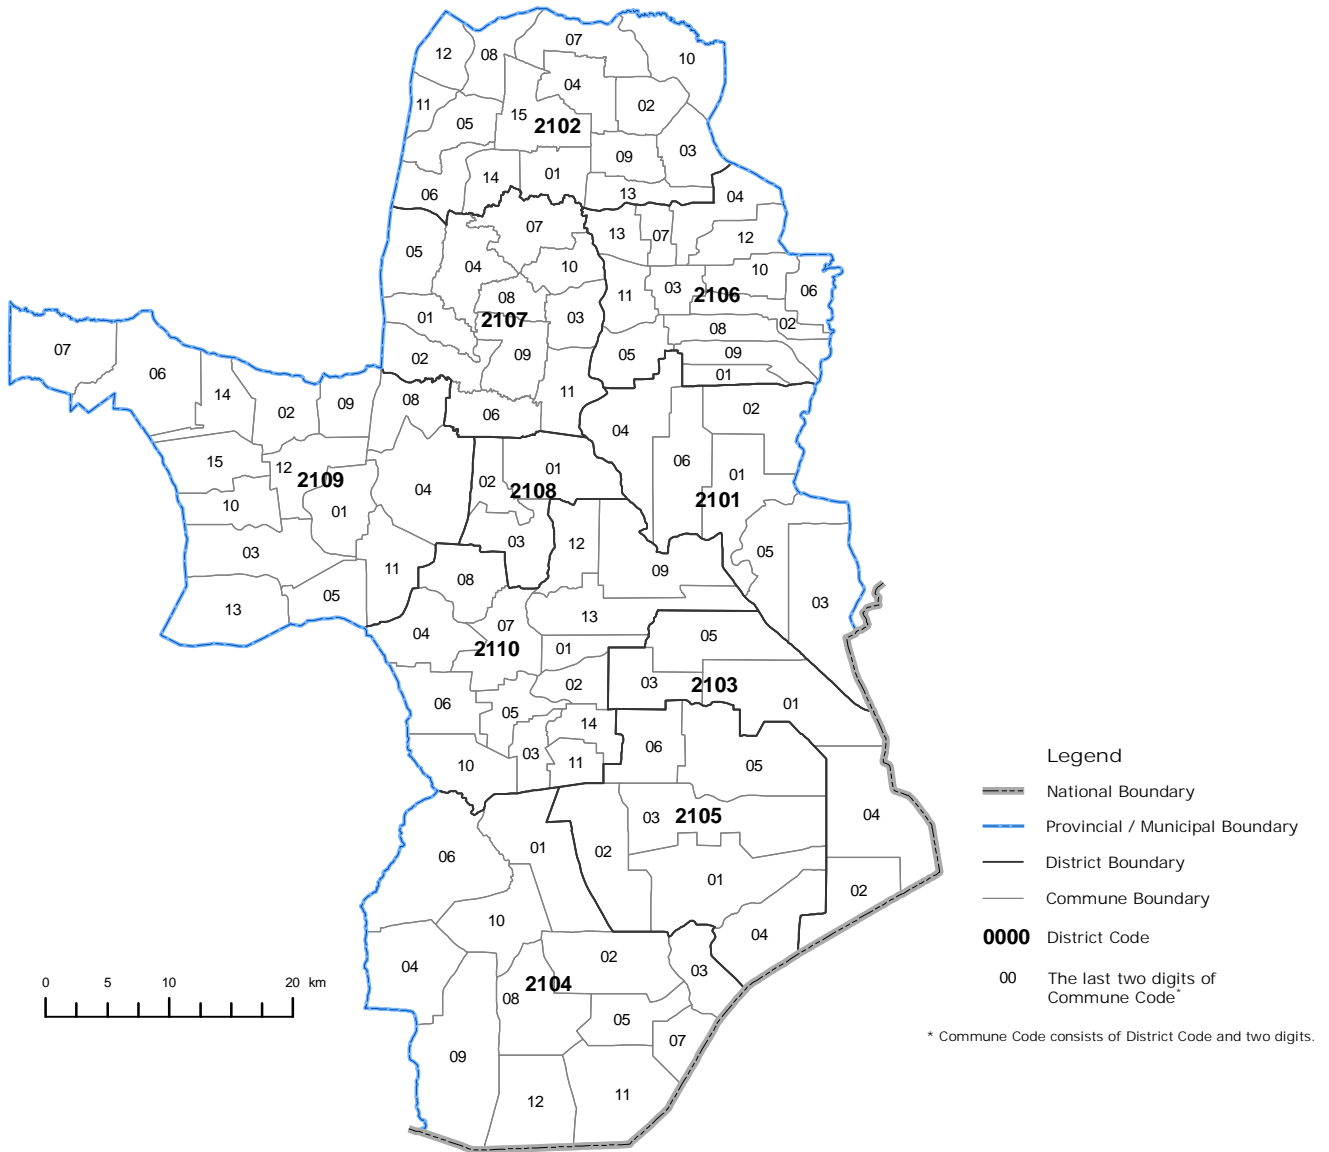 07
12 08
10
04
11 02
15
05 2102
09 03
14 01
06 13 04
07 13 07 12
05
04 10 10
11 03 2106 06
08
01 2107 03 08 02
07 09 05 09
02
06 01
14 11
08 02
02 09 06
04
15 12 01 06 01
2109 02 2108 2101
04
10 01
03 12 05
03
11 08 09
05 03
13 13
07
04 2110 05
01
02 03 2103
06 05 01
14
03 06
10 11 05
03 2105 04
01
06 02
01 02
10
04
02
04 03
2104
08
05
07
09
11
12
Legend
National Boundary
Provincial / Municipal Boundary
District Boundary
Commune Boundary
0000 District Code
00 The last two digits of
Commune Code*
* Commune Code consists of District Code and two digits.
0 5 10 20 km